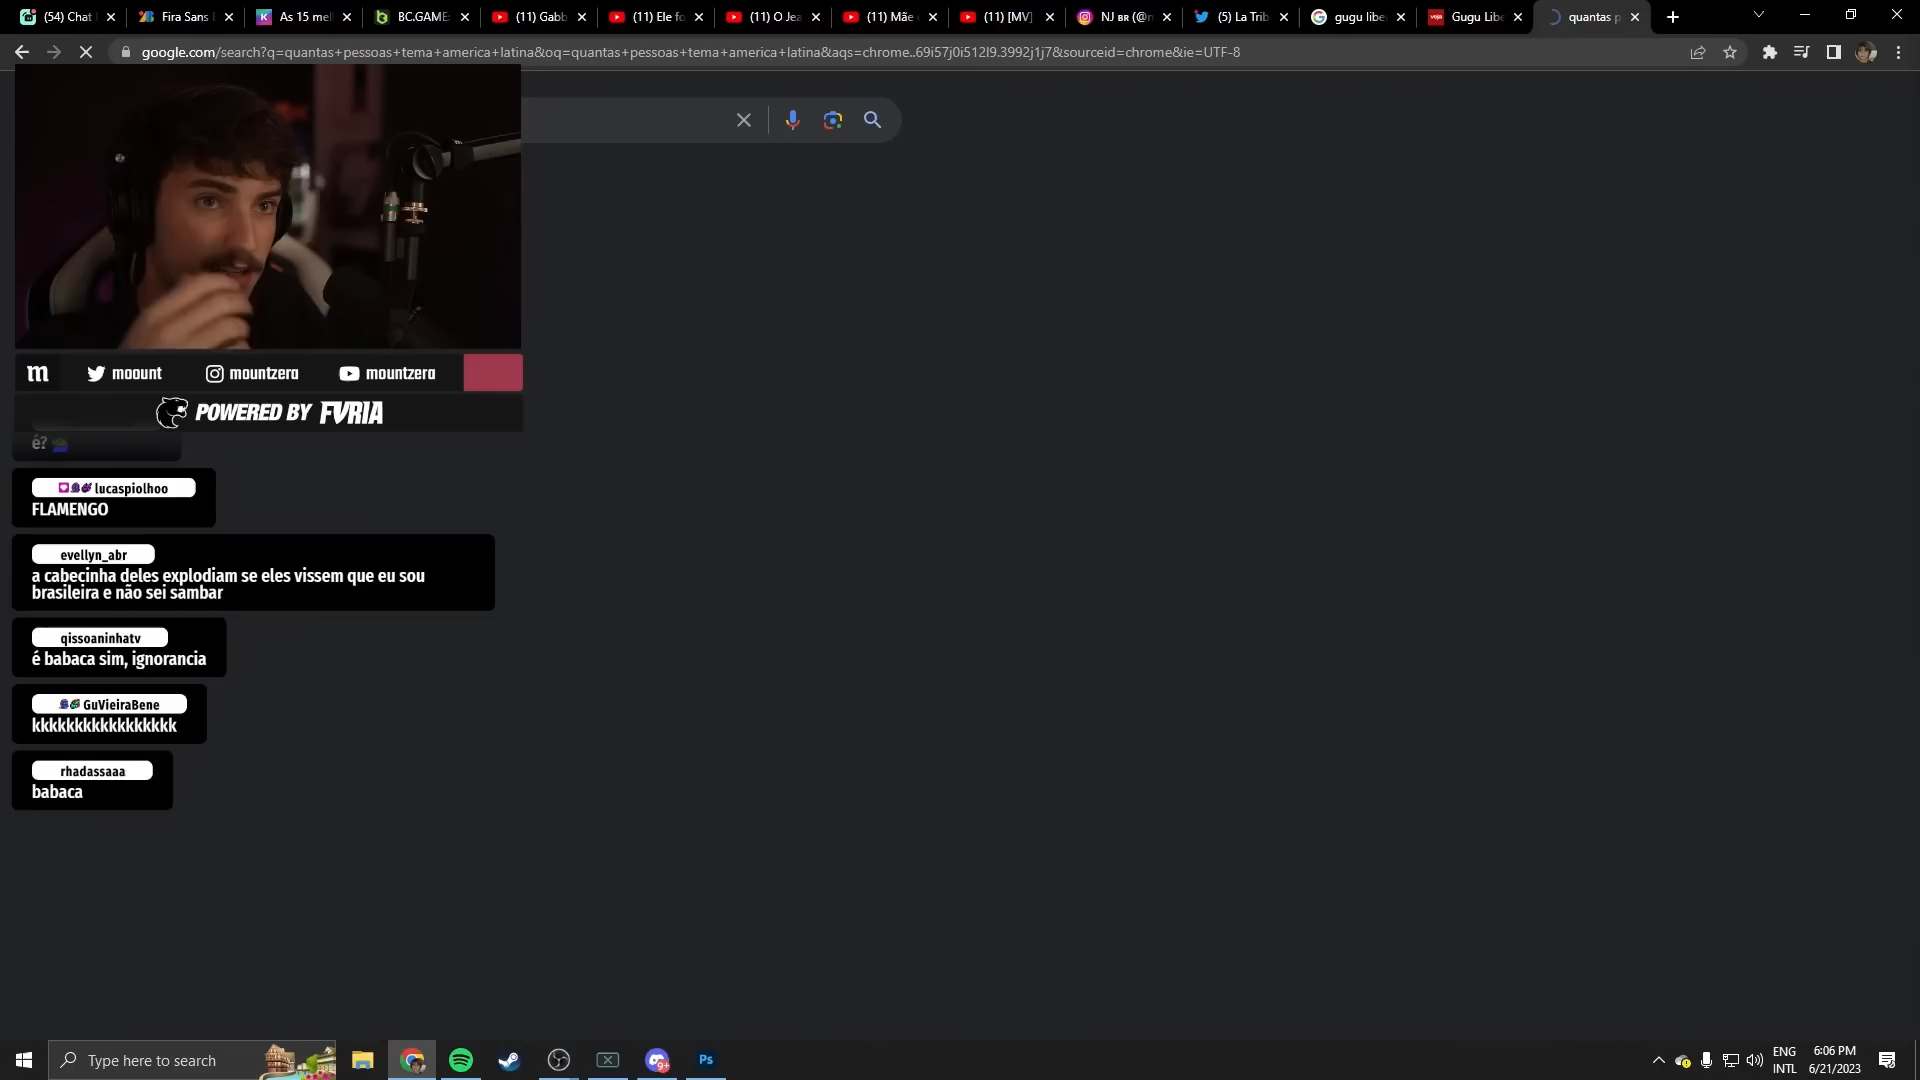 (54) Chat
Fira Sans
As 15 mel
BC.GAME
(11) Gabb
(11) Ele fo
(11) O Jea
(11) Mãe
(11) [MV]
NJ ʙʀ (@n
(5) La Trib
gugu libe
Gugu Libe
quantas p
google.com/search?q=quantas+pessoas+tema+america+latina&oq=quantas+pessoas+tema+america+latina&aqs=chrome..69i57j0i512l9.3992j1j7&sourceid=chrome&ie=UTF-8
m moount mountzera mountzera
POWERED BY FVRIA
é?
lucaspiolhoo
FLAMENGO
evellyn_abr
a cabecinha deles explodiam se eles vissem que eu sou
brasileira e não sei sambar
qissoaninhatv
é babaca sim, ignorancia
GuVieiraBene
kkkkkkkkkkkkkkkkk
rhadassaaa
babaca
Type here to search
9+
Ps
ENG
INTL
6:06 PM
6/21/2023